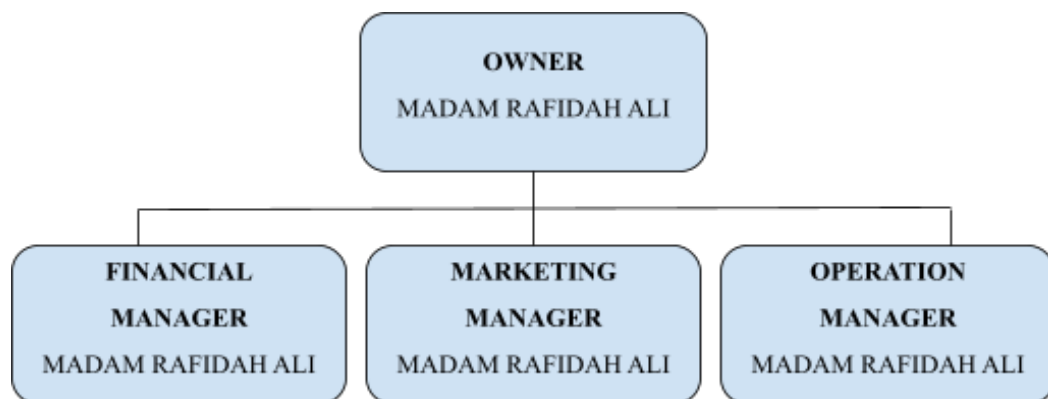 OWNER
MADAM RAFIDAH ALI
FINANCIAL
MANAGER
MADAM RAFIDAH ALI
MARKETING
MANAGER
MADAM RAFIDAH ALI
OPERATION
MANAGER
MADAM RAFIDAH ALI